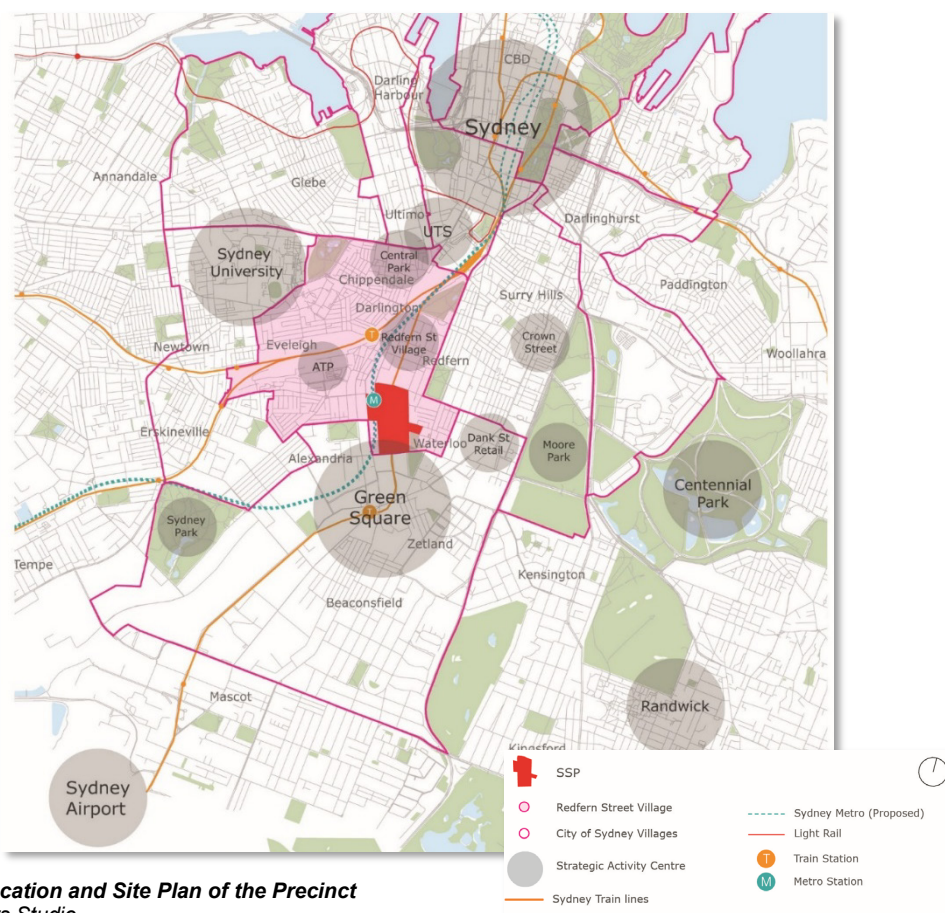 CBD
Darling
Harbour
Sydney
Annandale
Glebe
Ultimo
UTS
Darlinghurst
Sydney
University
Central
Park
Chippendale
Paddington
Surry Hills
Darlington
T
Redfern St
Village
Crown
Street
Newtown
Eveleigh
Redfern
Woollahra
ATP
M
Erskineville
Waterloo
Dank St
Retail
Moore
Park
Alexandria
Centennial
Park
Green
Square
T
Sydney
Park
Zetland
Tempe
Kensington
Beaconsfield
Mascot
Randwick
Kingsford
Sydney
Airport
SSP
Redfern Street Village
City of Sydney Villages
Strategic Activity Centre
Sydney Train lines
Sydney Metro (Proposed)
Light Rail
T Train Station
M Metro Station
cation and Site Plan of the Precinct
Studio